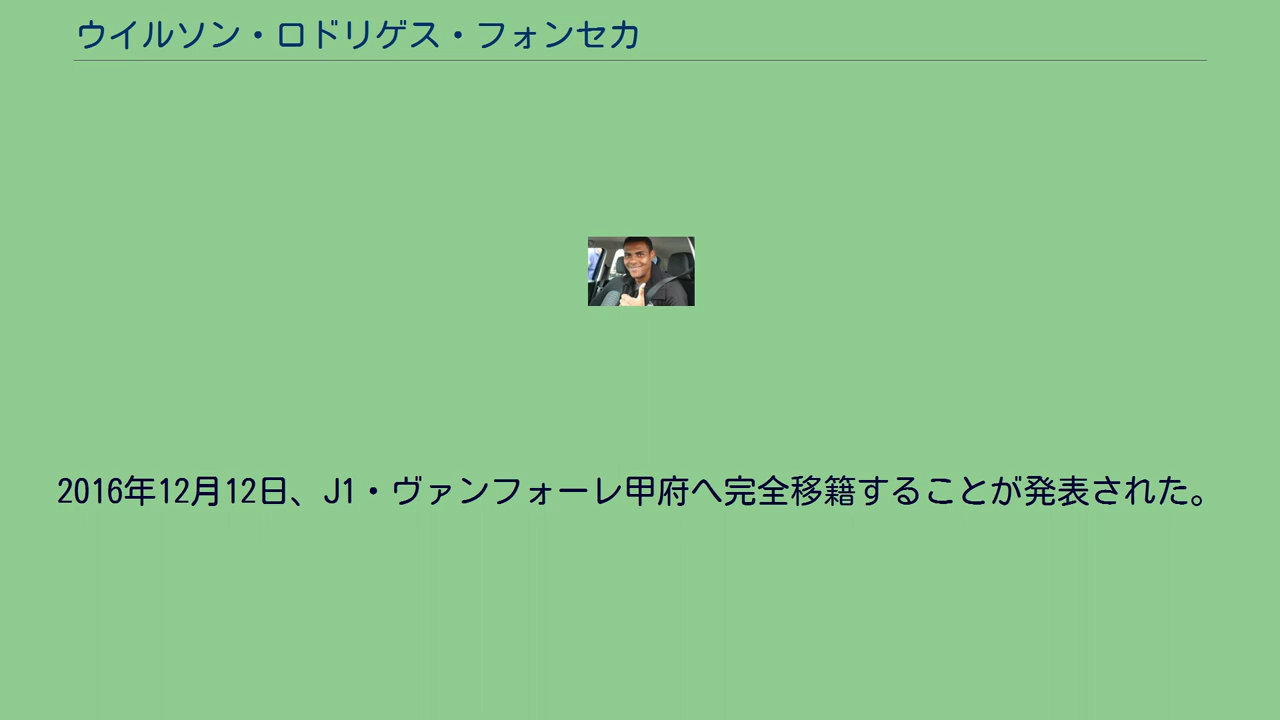 ウイルソン・ロドリゲス・フォンセカ
2016年12月12日、J1・ヴァンフォーレ甲府へ完全移籍することが発表された。